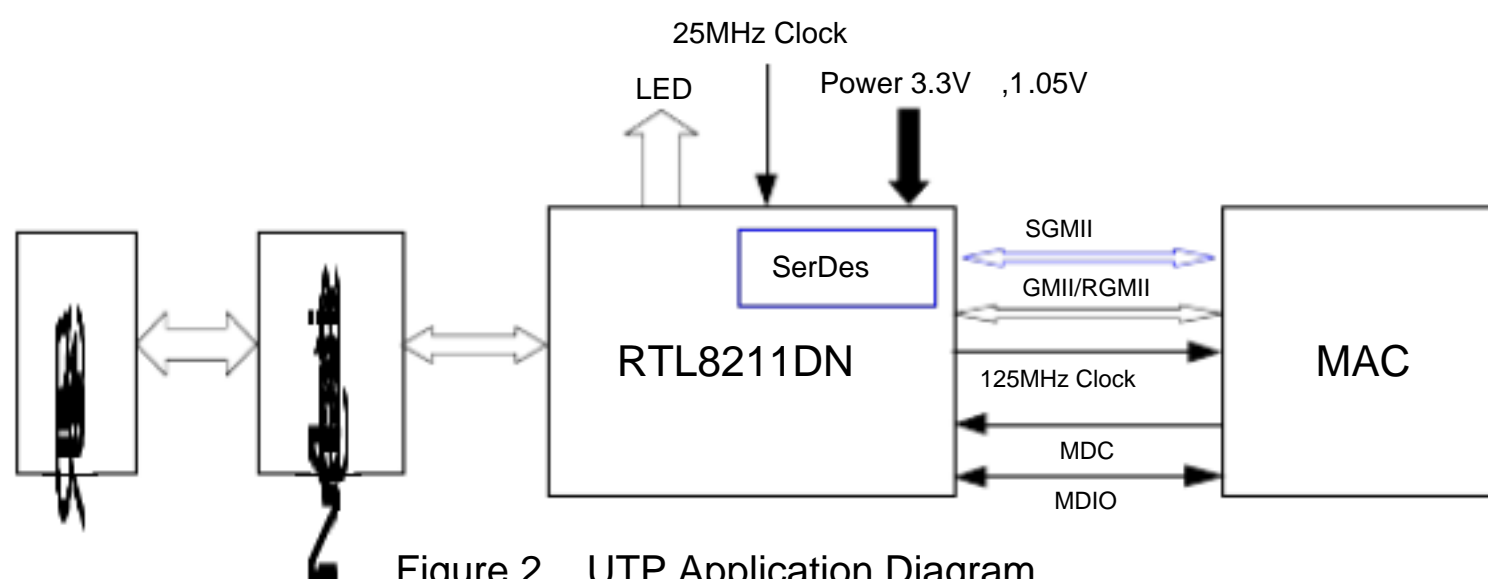 25MHz Clock
LED
Power 3.3V ,1.05V
SGMII
SerDes
GMII/RGMII
RTL8211DN
MAC
125MHz Clock
MDC
MDIO
Figure 2 UTP Application Diagram